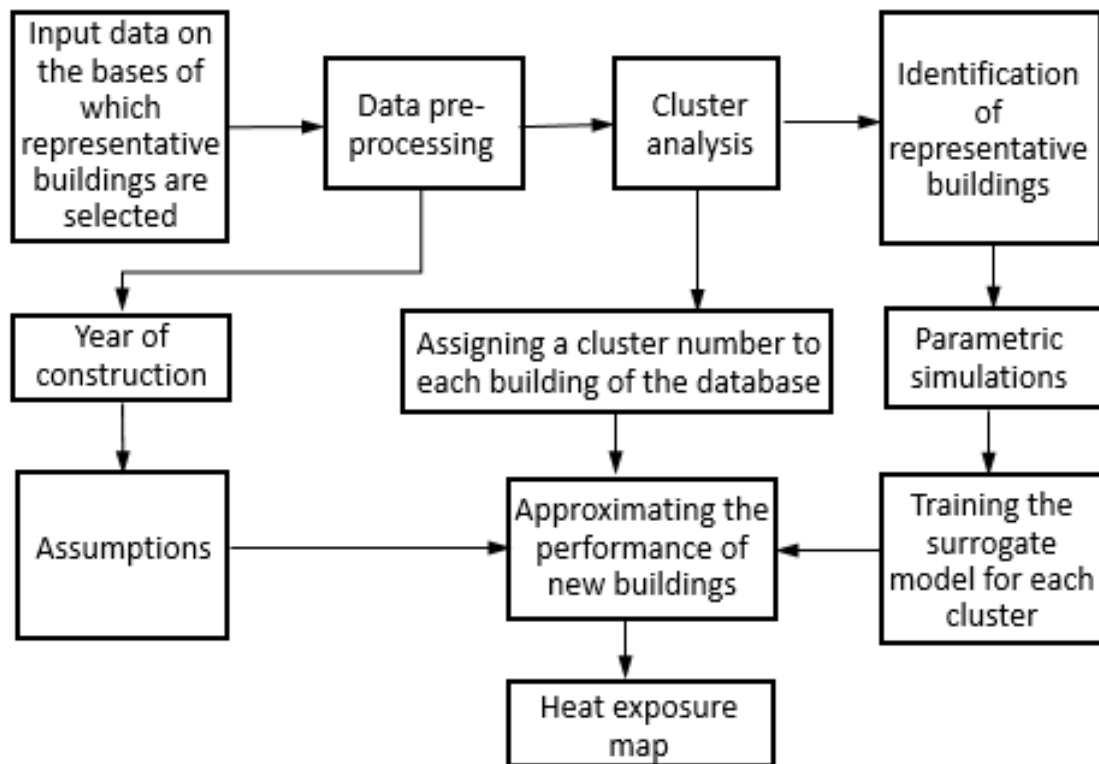 Input data on
the bases of
which
representative
buildings are
selected
Data pre-
processing
Cluster
analysis
Identification
of
representative
buildings
Year of
construction
Assigning a cluster number to
each building of the database
Parametric
simulations
Assumptions
Approximating the
performance of
new buildings
Training the
surrogate
model for each
cluster
Heat exposure
map